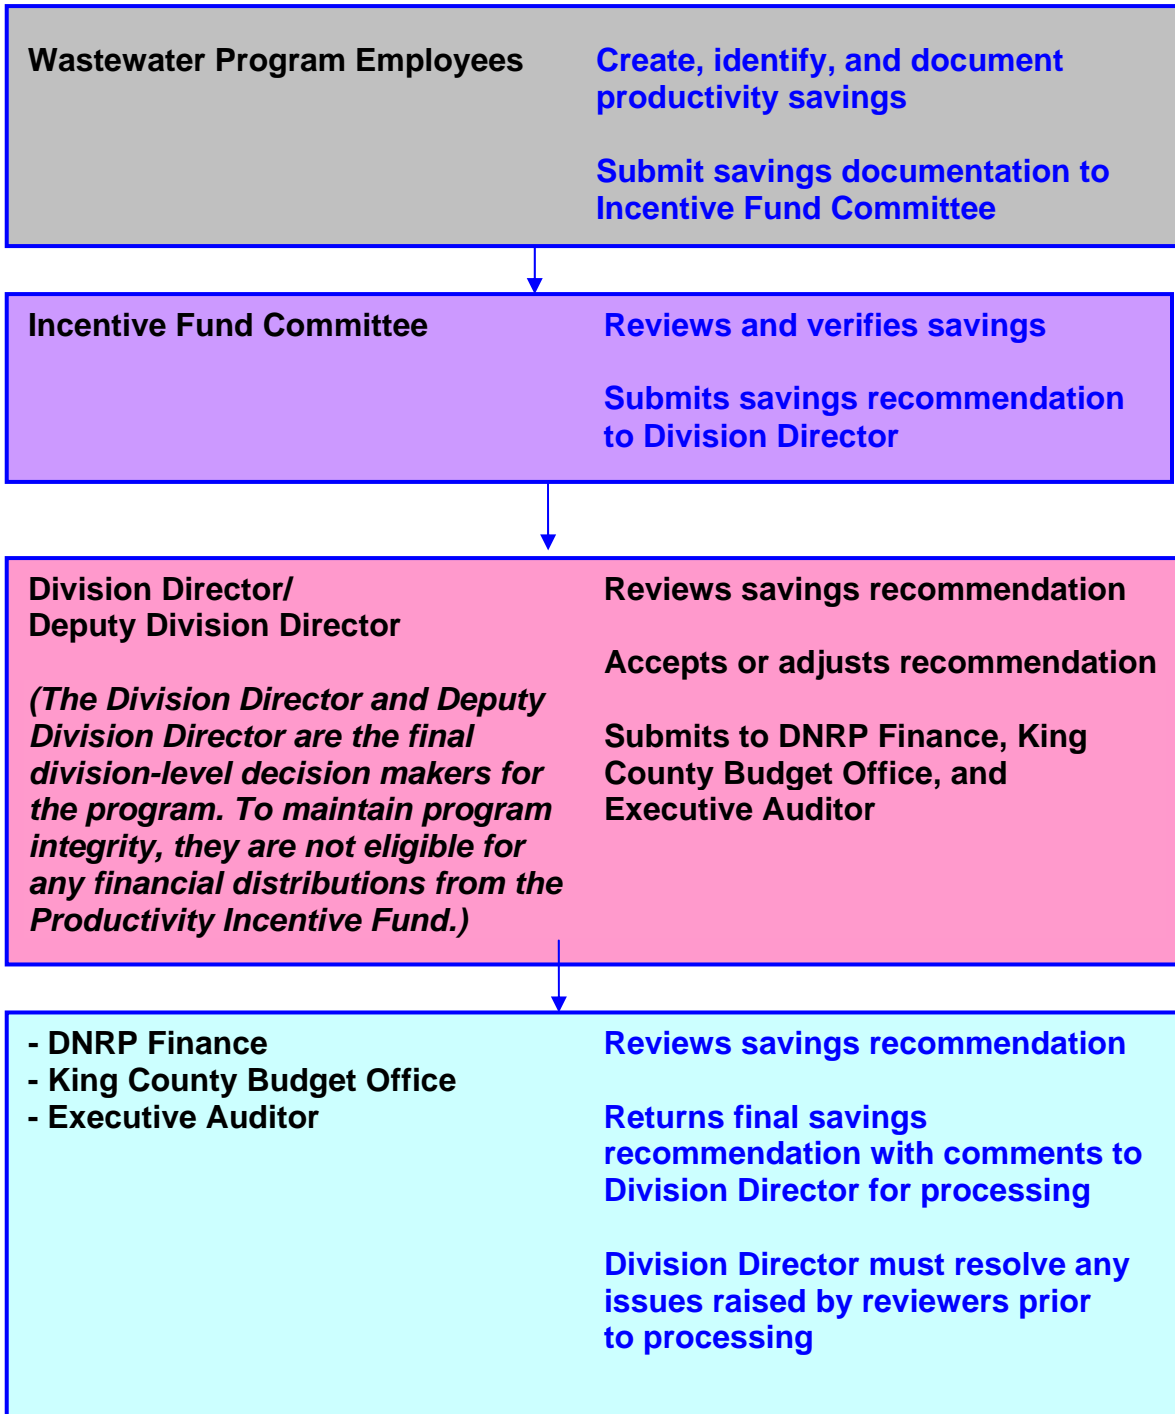 Wastewater Program Employees
Create, identify, and document
productivity savings
Submit savings documentation to
Incentive Fund Committee
Incentive Fund Committee
Reviews and verifies savings
Submits savings recommendation
to Division Director
Division Director/
Deputy Division Director
(The Division Director and Deputy
Division Director are the final
division-level decision makers for
the program. To maintain program
integrity, they are not eligible for
any financial distributions from the
Productivity Incentive Fund.)
Reviews savings recommendation
Accepts or adjusts recommendation
Submits to DNRP Finance, King
County Budget Office, and
Executive Auditor
- DNRP Finance
- King County Budget Office
- Executive Auditor
Reviews savings recommendation
Returns final savings
recommendation with comments to
Division Director for processing
Division Director must resolve any
issues raised by reviewers prior
to processing